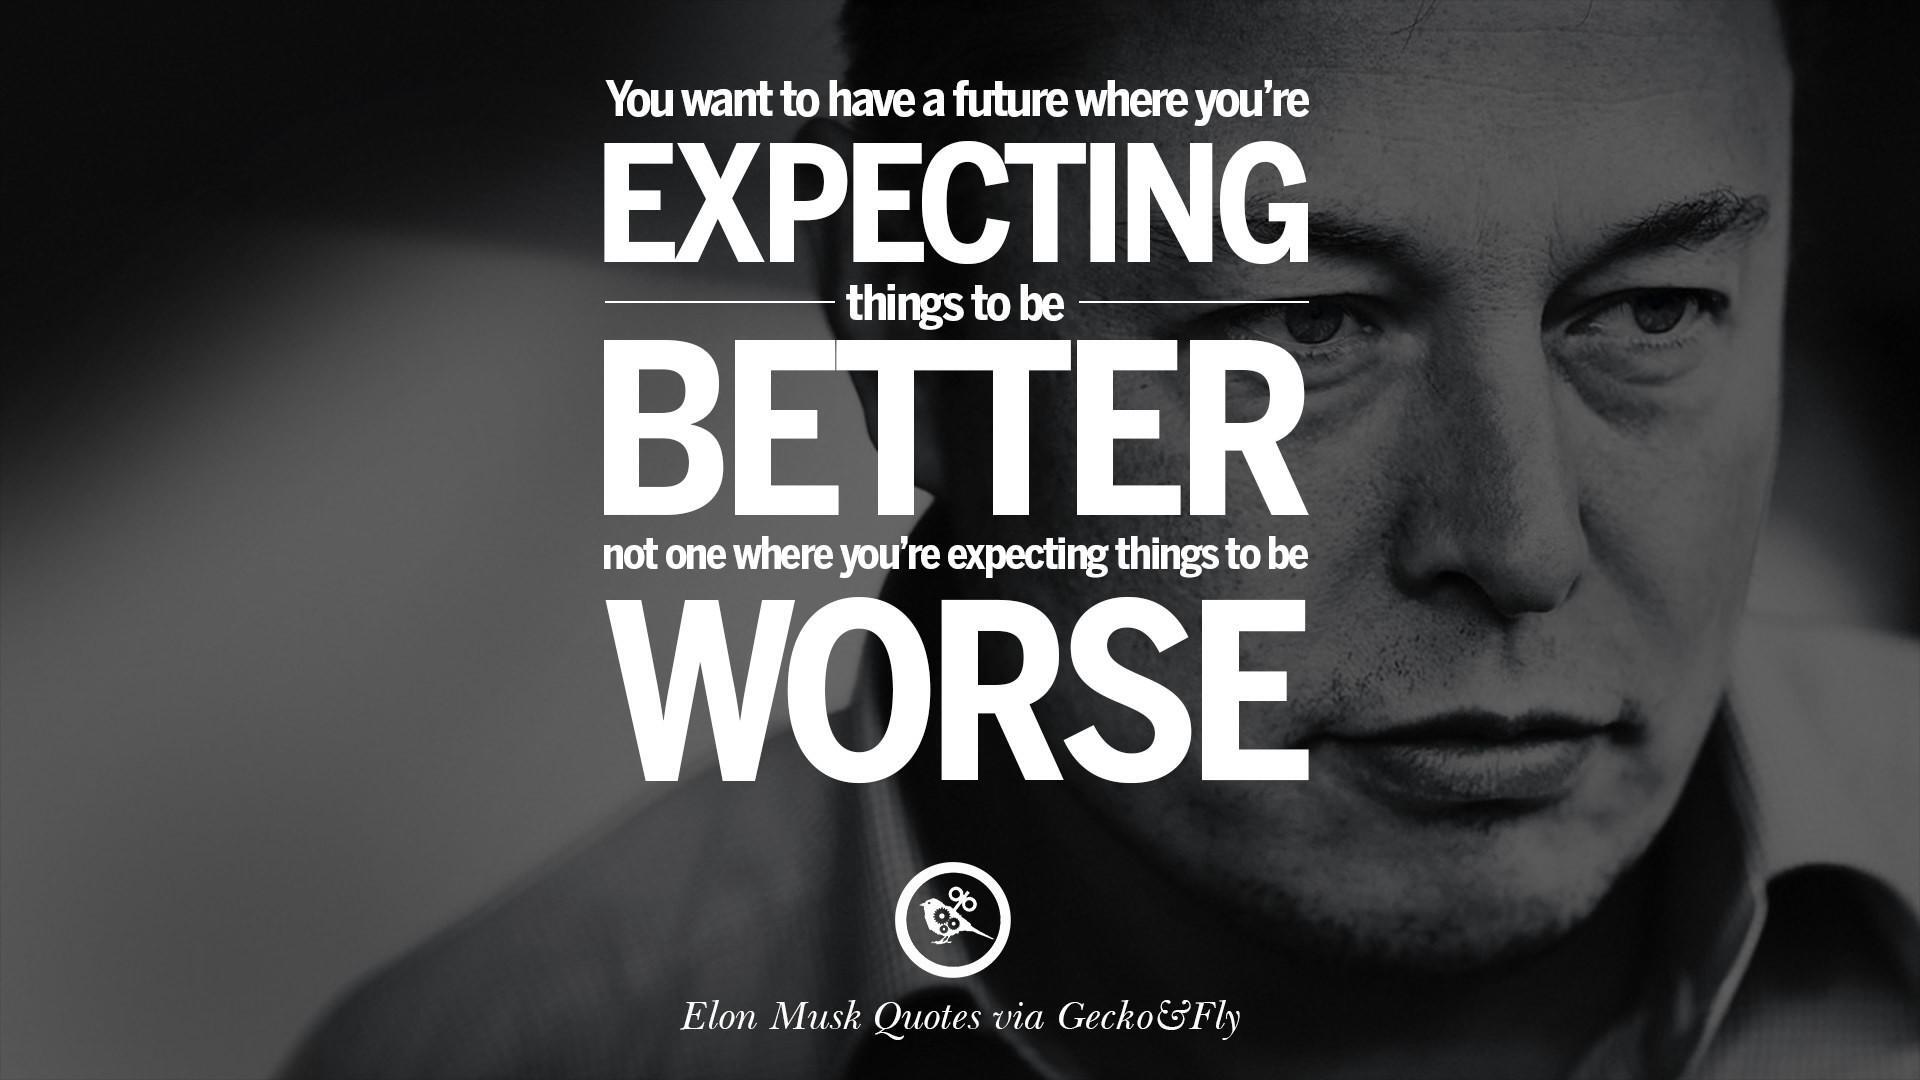 You want to have a future where you're
EXPECTING
things to be
BETTER
not one where you're expecting things to be
WORSE
Elon Musk Quotes via Gecko&Fly